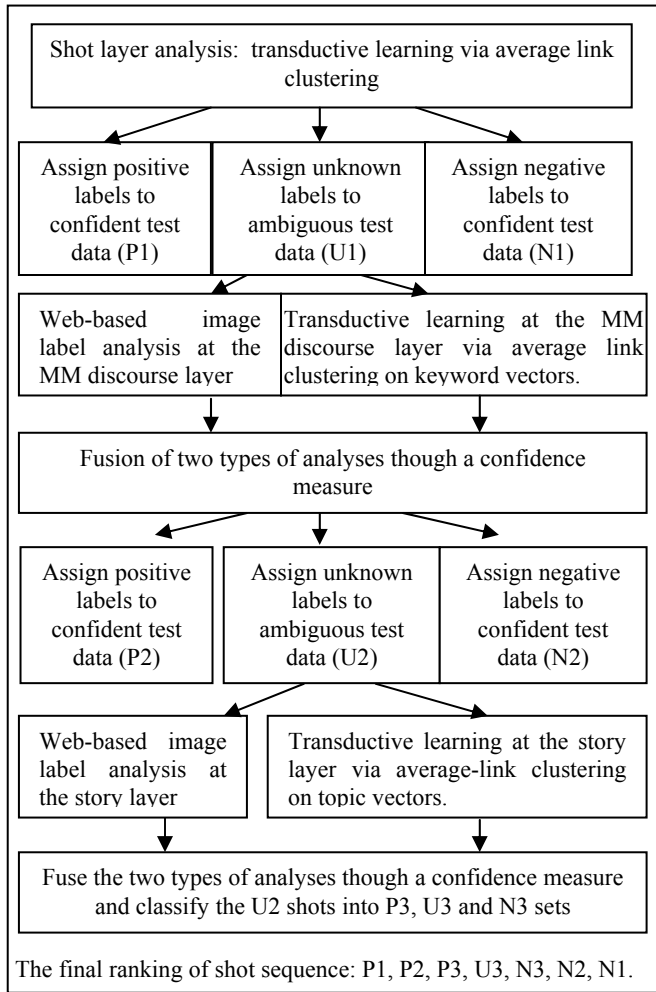 Shot layer analysis: transductive learning via average link
clustering
Assign positive
labels to
confident test
data (P1)
Assign unknown
labels to
ambiguous test
data (U1)
Assign negative
labels to
confident test
data (N1)
Web-based image
label analysis at the
MM discourse layer
Transductive learning at the MM
discourse layer via average link
clustering on keyword vectors.
Fusion of two types of analyses though a confidence
measure
Assign positive
labels to
confident test
data (P2)
Assign unknown
labels to
ambiguous test
data (U2)
Assign negative
labels to
confident test
data (N2)
Web-based image
label analysis at
the story layer
Transductive learning at the story
layer via average-link clustering
on topic vectors.
Fuse the two types of analyses though a confidence measure
and classify the U2 shots into P3, U3 and N3 sets
The final ranking of shot sequence: P1, P2, P3, U3, N3, N2, N1.